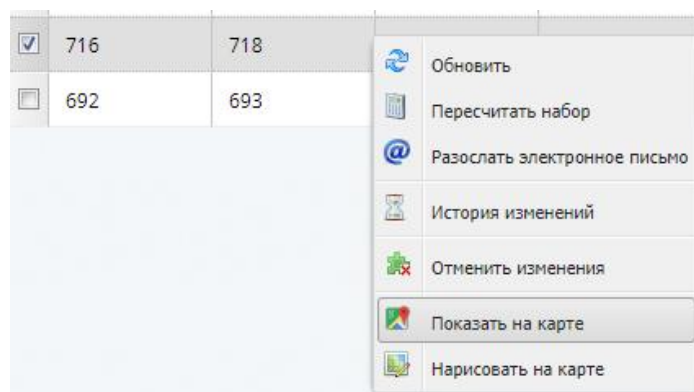 716 718
Обновить
692 693
Пересчитать набор
Разослать электронное письмо
История изменений
Отменить изменения
Показать на карте
Нарисовать на карте